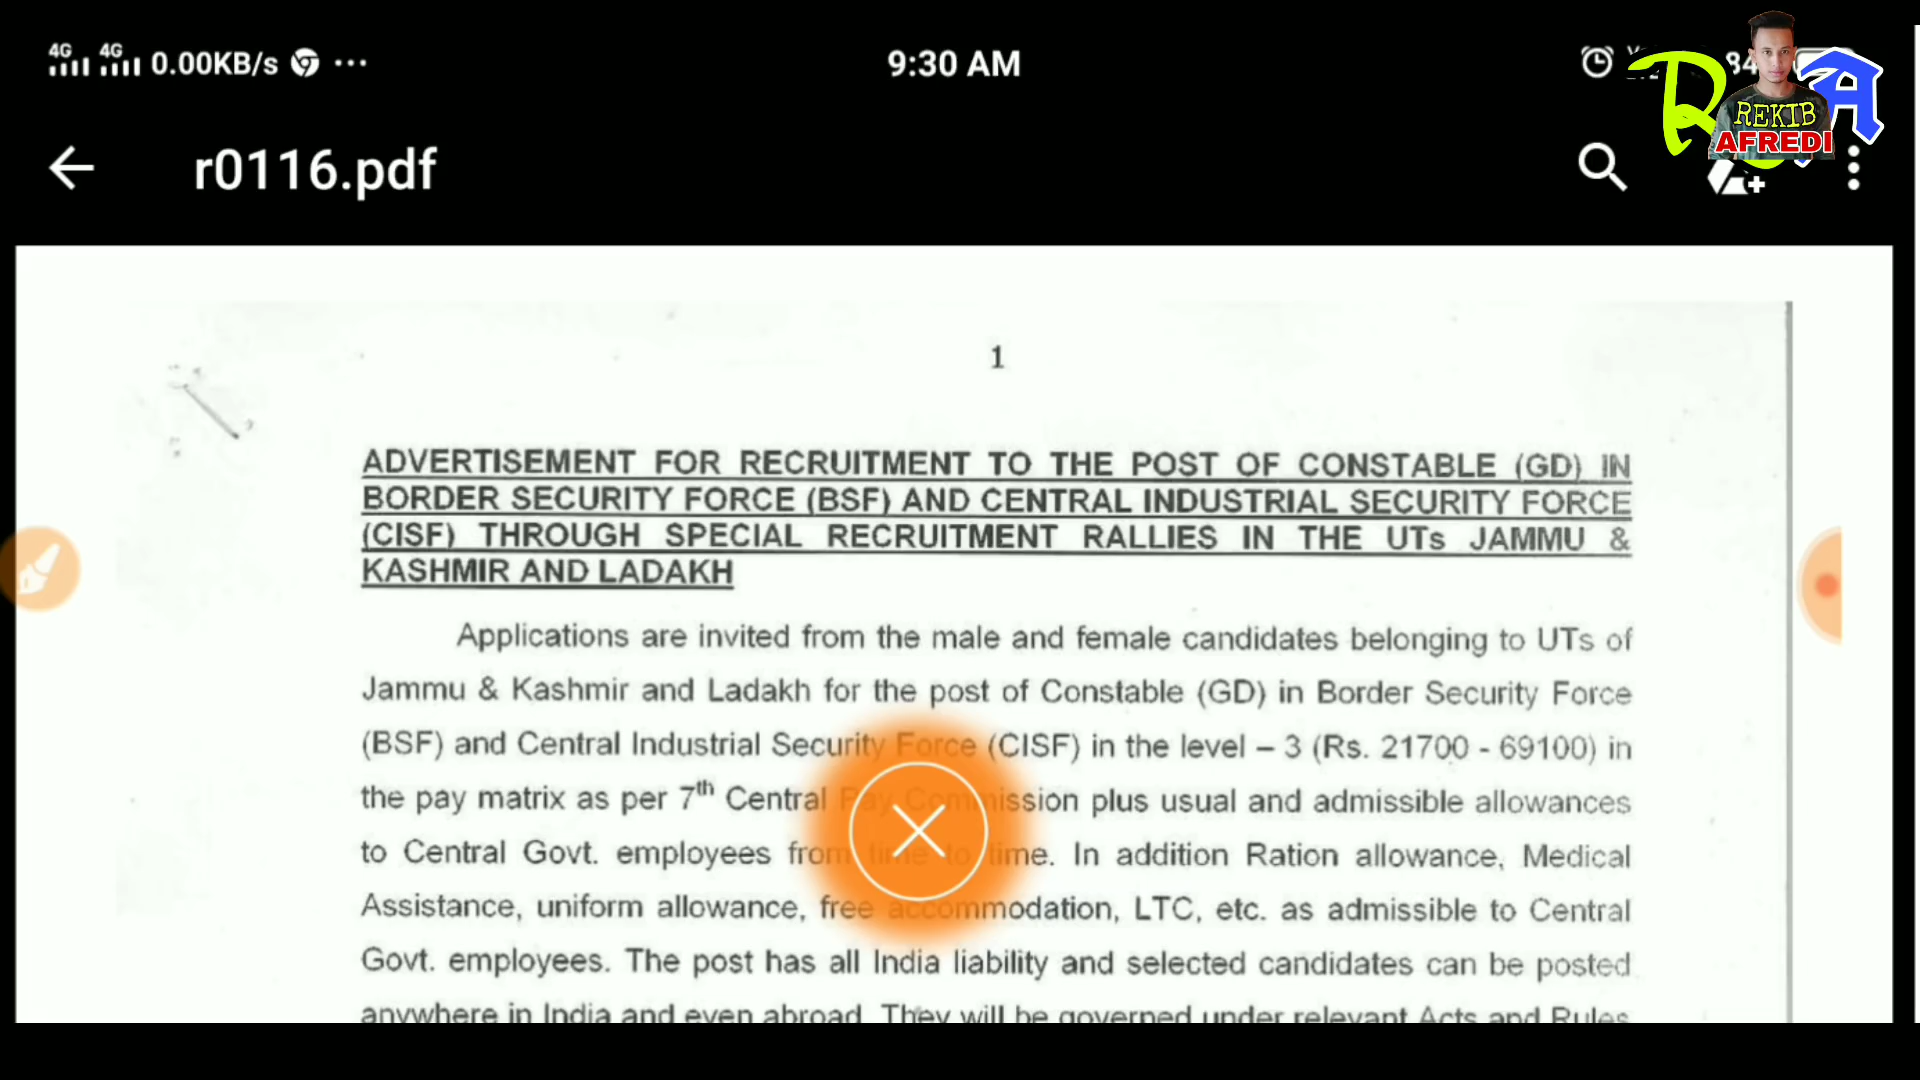 4G 4G 0.00KB/s ... 9:30 AM 84
REKIB
AFREDI
r0116.pdf
1
ADVERTISEMENT FOR RECRUITMENT TO THE POST OF CONSTABLE (GD) IN
BORDER SECURITY FORCE (BSF) AND CENTRAL INDUSTRIAL SECURITY FORCE
(CISF) THROUGH SPECIAL RECRUITMENT RALLIES IN THE UTs JAMMU &
KASHMIR AND LADAKH
Applications are invited from the male and female candidates belonging to UTs of
Jammu & Kashmir and Ladakh for the post of Constable (GD) in Border Security Force
(BSF) and Central Industrial Security Force (CISF) in the level – 3 (Rs. 21700 - 69100) in
the pay matrix as per 7th Central Pay Commission plus usual and admissible allowances
to Central Govt. employees from time to time. In addition Ration allowance, Medical
Assistance, uniform allowance, free accommodation, LTC, etc. as admissible to Central
Govt. employees. The post has all India liability and selected candidates can be posted
anywhere in India and even abroad. They will be governed under relevant Acts and Rules